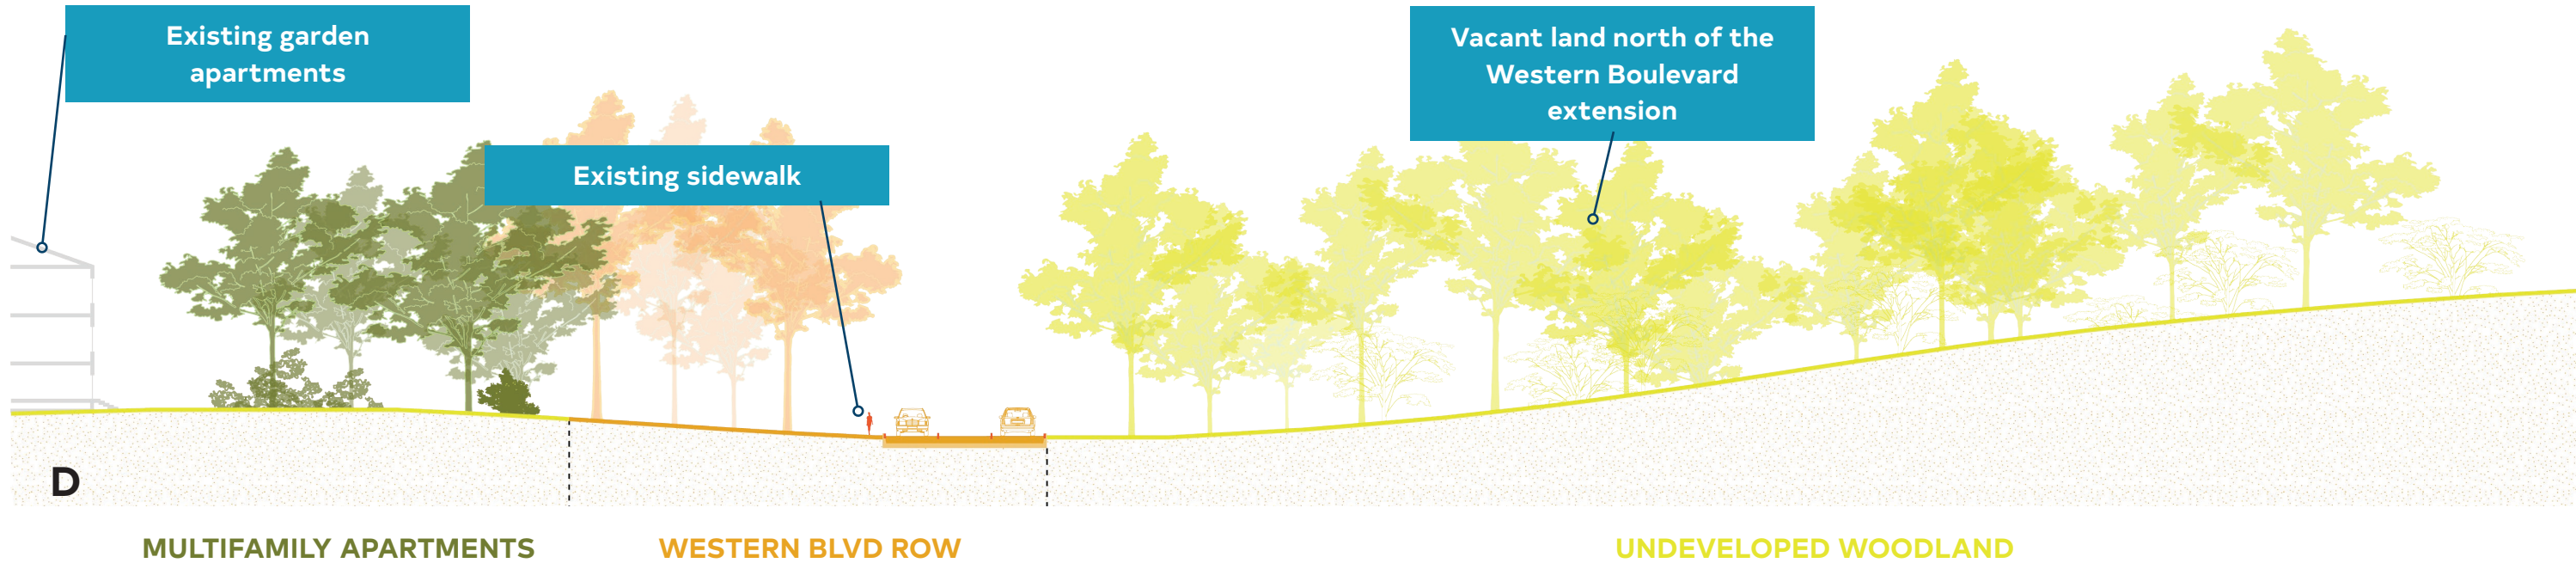 Existing garden
apartments
Existing sidewalk
Vacant land north of the
Western Boulevard
extension
D
MULTIFAMILY APARTMENTS
WESTERN BLVD ROW
UNDEVELOPED WOODLAND